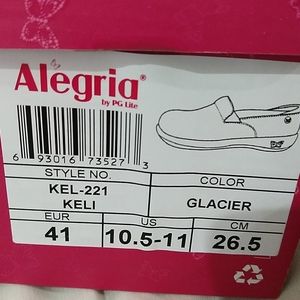 Alegria®
by PG Lite
6 93016 73527 3
STYLE NO.
COLOR
KEL-221
KELI
GLACIER
EUR
US
CM
41
10.5-11
26.5